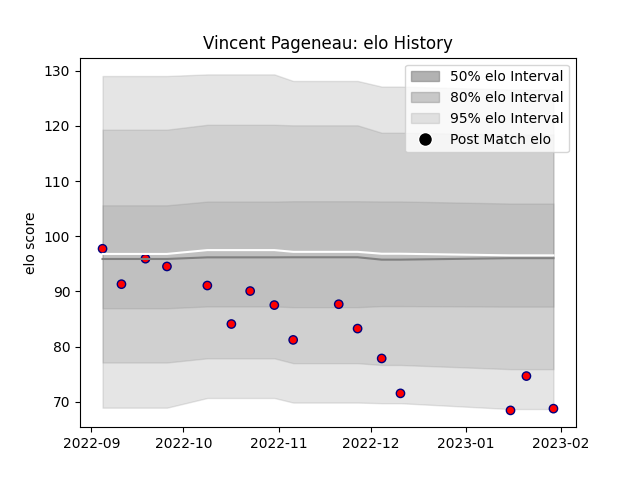 Vincent Pageneau: elo History
50% elo Interval
80% elo Interval
95% elo Interval
Post Match elo
elo score
130
120
110
100
90
80
70
2022-09
2022-10
2022-11
2022-12
2023-01
2023-02